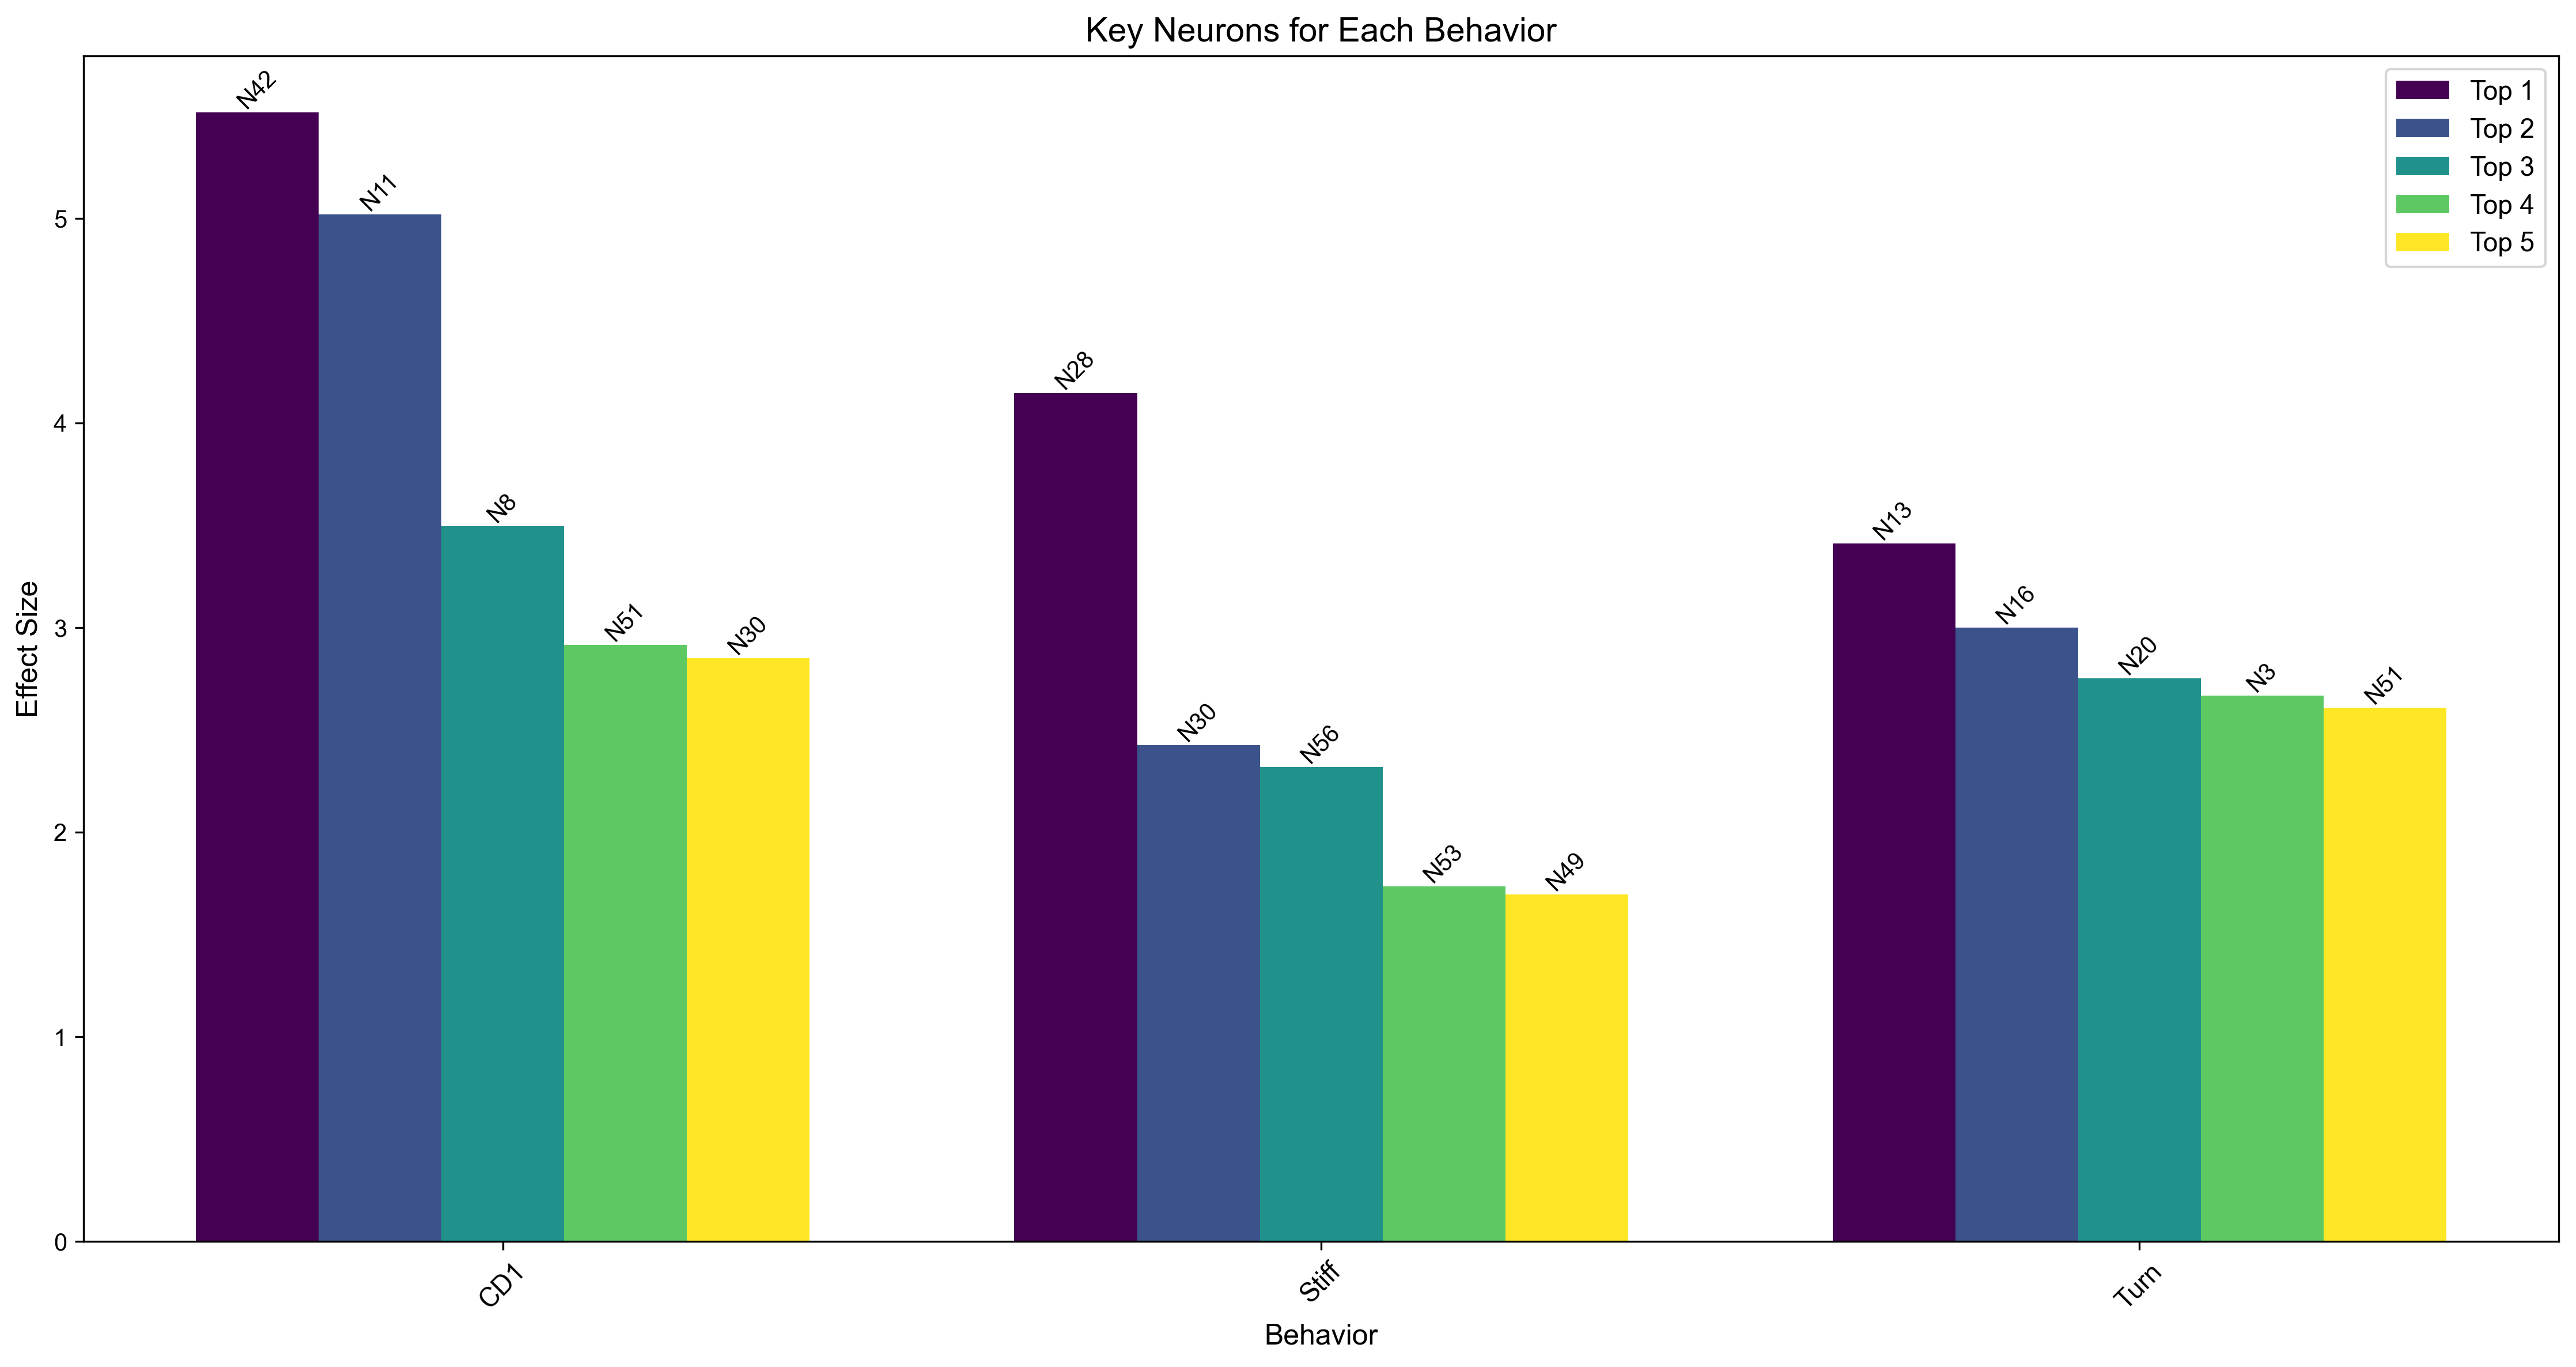 Key Neurons for Each Behavior
Top 1
Top 2
Top 3
Top 4
Top 5
Effect Size
5
4
3
2
1
0
N42
N11
N8
N51
N30
N28
N30
N56
N53
N49
N13
N16
N20
N3
N51
CD1
Stiff
Turn
Behavior